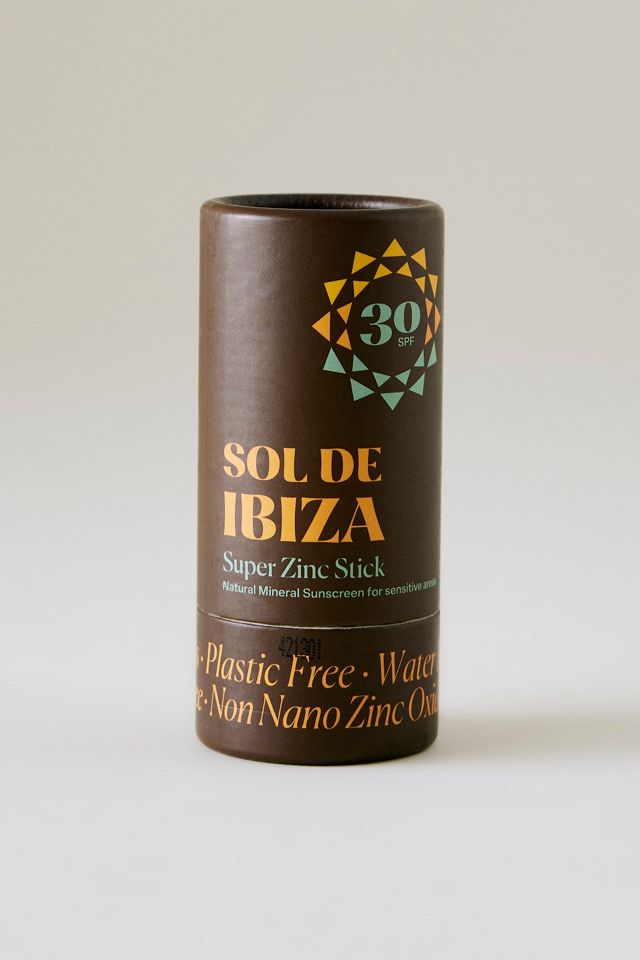 30
SPF
SOL DE
IBIZA
Super Zinc Stick
Natural Mineral Sunscreen for sensitive areas
421301
· Plastic Free · Water
· Non Nano Zinc